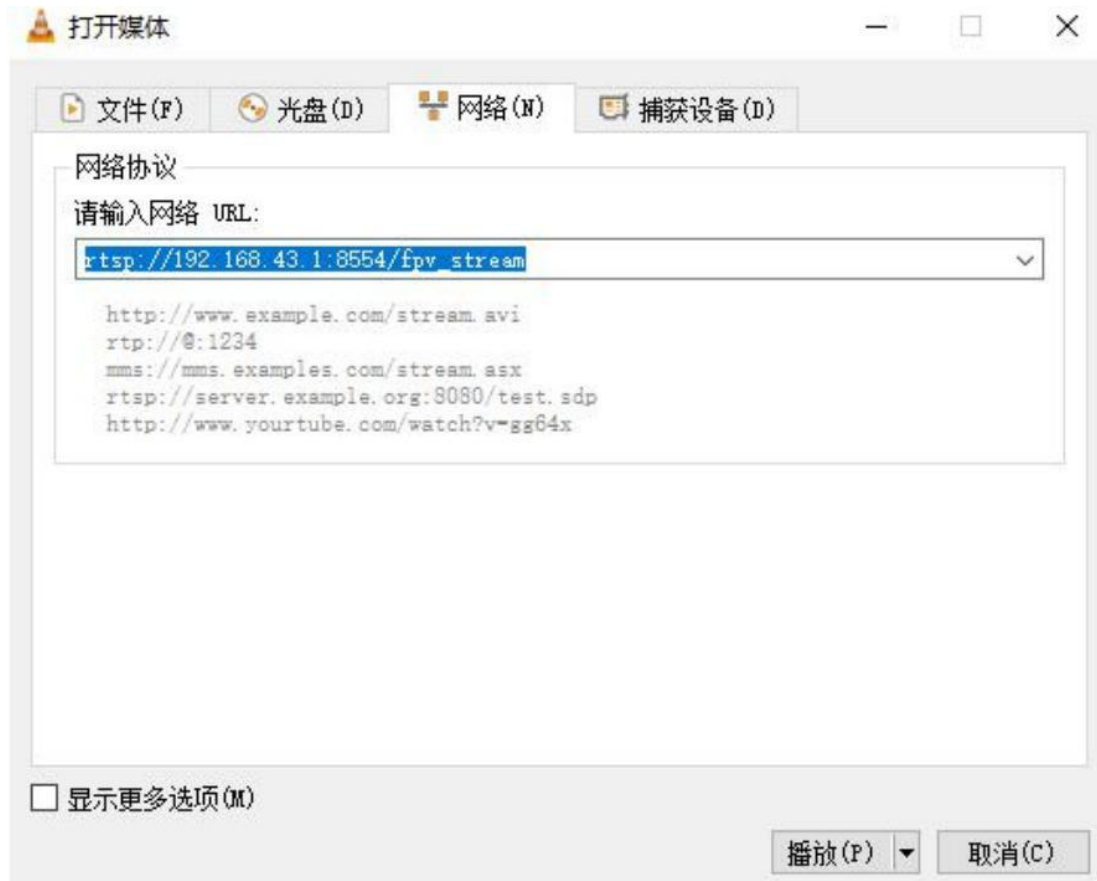 打开媒体
文件(F) 光盘(D) 网络(N) 捕获设备(D)
网络协议
请输入网络 URL:
rtsp://192.168.43.1:8554/fpv_stream
http://www.example.com/stream.avi
rtp://@:1234
mms://mms.examples.com/stream.asx
rtsp://server.example.org:8080/test.sdp
http://www.yourtube.com/watch?v=gg64x
显示更多选项(M)
播放(P) 取消(C)